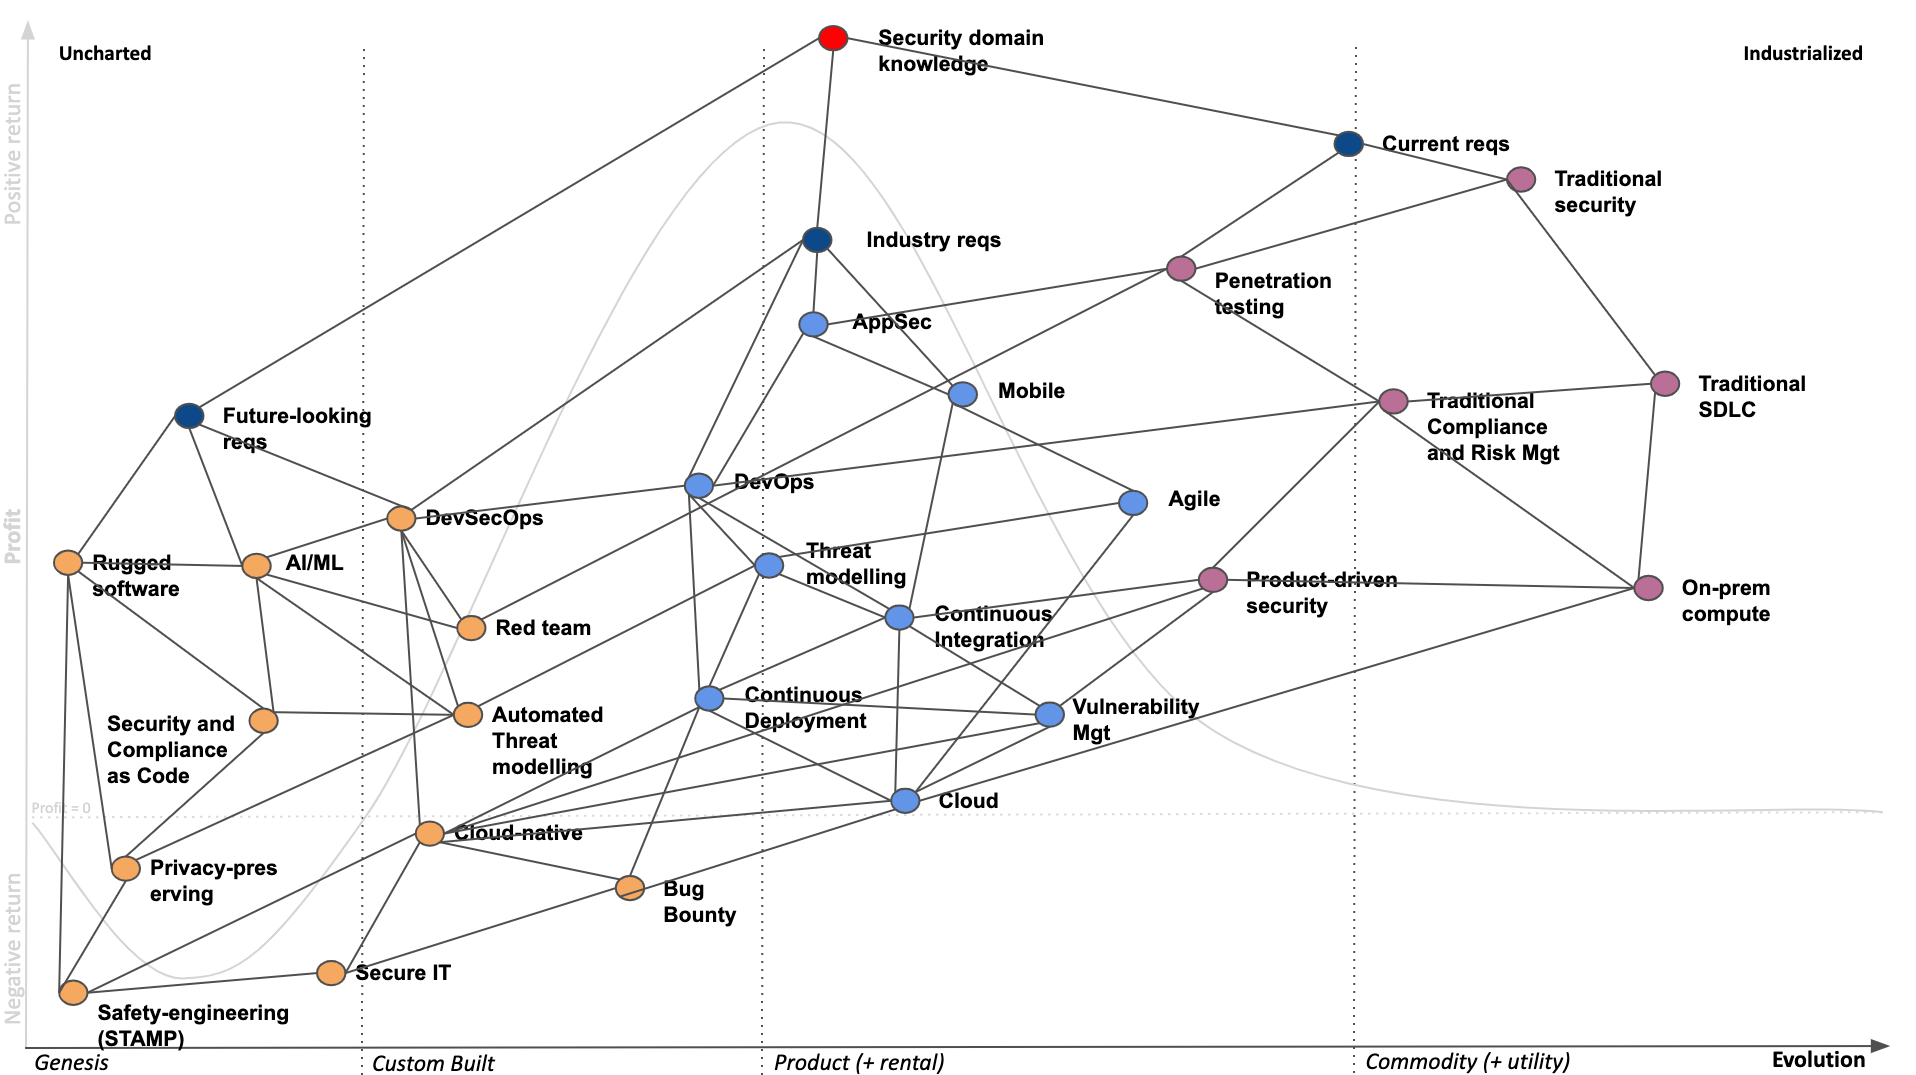 Security domain
knowledge
Uncharted
Industrialized
Positive return
Current reqs
Traditional
security
Industry reqs
Penetration
testing
AppSec
Mobile
Traditional
SDLC
Traditional
Compliance
and Risk Mgt
Future-looking
reqs
DevOps
Agile
DevSecOps
Profit
Threat
modelling
Rugged
software
AI/ML
Product-driven
security
On-prem
compute
Continuous
Integration
Red team
Continuous
Deployment
Vulnerability
Mgt
Security and
Compliance
as Code
Automated
Threat
modelling
Profit = 0
Cloud
Cloud-native
Privacy-pres
erving
Bug
Bounty
Negative return
Secure IT
Safety-engineering
(STAMP)
Genesis
Custom Built
Product (+ rental)
Commodity (+ utility)
Evolution